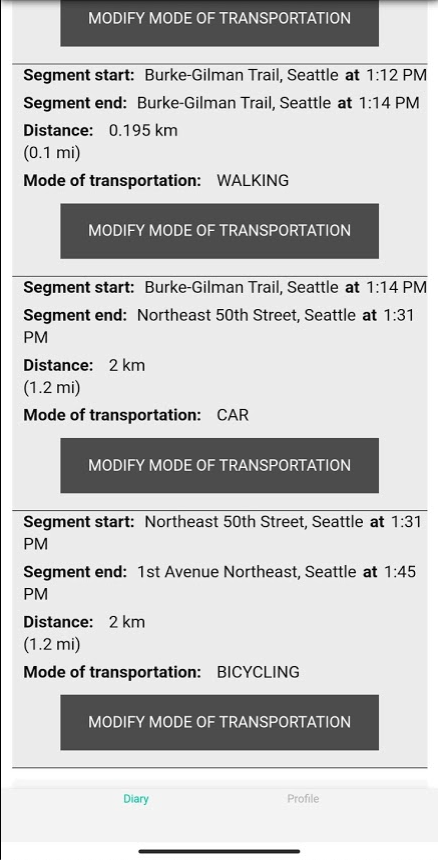 MODIFY MODE OF TRANSPORTATION
Segment start: Burke-Gilman Trail, Seattle at 1:12 PM
Segment end: Burke-Gilman Trail, Seattle at 1:14 PM
Distance: 0.195 km
(0.1 mi)
Mode of transportation: WALKING
MODIFY MODE OF TRANSPORTATION
Segment start: Burke-Gilman Trail, Seattle at 1:14 PM
Segment end: Northeast 50th Street, Seattle at 1:31
PM
Distance: 2 km
(1.2 mi)
Mode of transportation: CAR
MODIFY MODE OF TRANSPORTATION
Segment start: Northeast 50th Street, Seattle at 1:31
PM
Segment end: 1st Avenue Northeast, Seattle at 1:45
PM
Distance: 2 km
(1.2 mi)
Mode of transportation: BICYCLING
MODIFY MODE OF TRANSPORTATION
Diary Profile